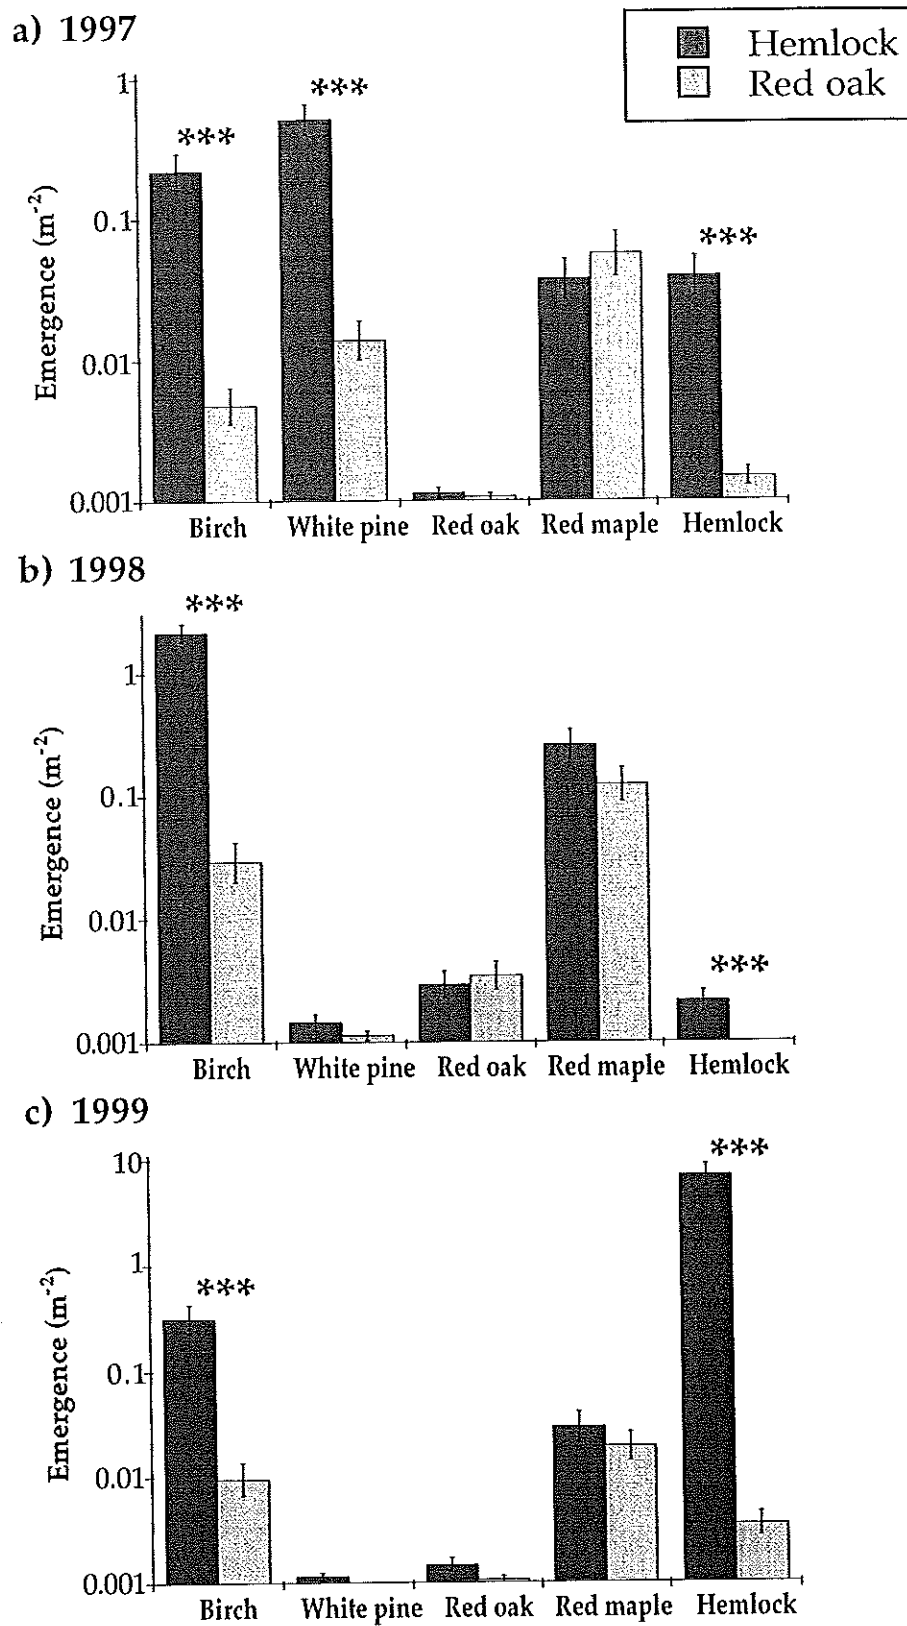 a) 1997
Hemlock
Red oak
Emergence (m⁻²)
1
0.1
0.01
0.001
***
***
***
Birch White pine Red oak Red maple Hemlock
b) 1998
Emergence (m⁻²)
1
0.1
0.01
0.001
***
***
Birch White pine Red oak Red maple Hemlock
c) 1999
Emergence (m⁻²)
10
1
0.1
0.01
0.001
***
***
Birch White pine Red oak Red maple Hemlock